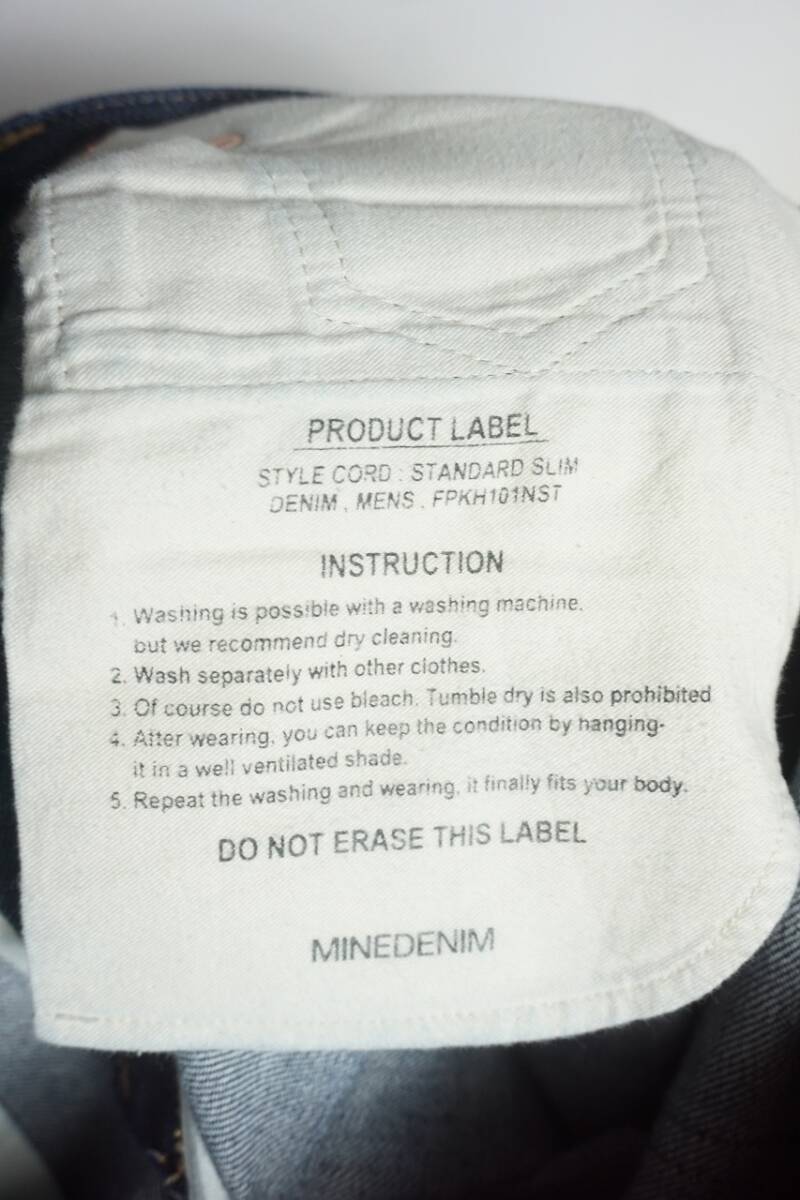 PRODUCT LABEL
STYLE CORD : STANDARD SLIM
DENIM , MENS , FPKH101NST
INSTRUCTION
1. Washing is possible with a washing machine.
but we recommend dry cleaning.
2. Wash separately with other clothes.
3. Of course do not use bleach. Tumble dry is also prohibited
4. After wearing, you can keep the condition by hanging-
it in a well ventilated shade.
5. Repeat the washing and wearing, it finally fits your body.
DO NOT ERASE THIS LABEL
MINEDENIM